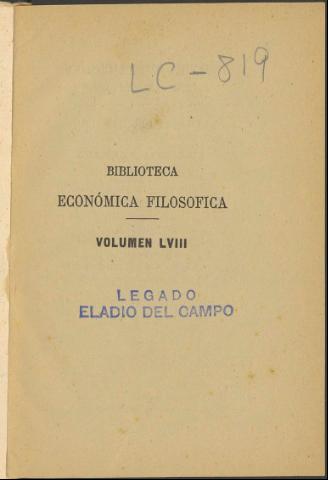 LC-819
BIBLIOTECA
ECONÓMICA FILOSOFICA
VOLUMEN LVIII
LEGADO
ELADIO DEL CAMPO